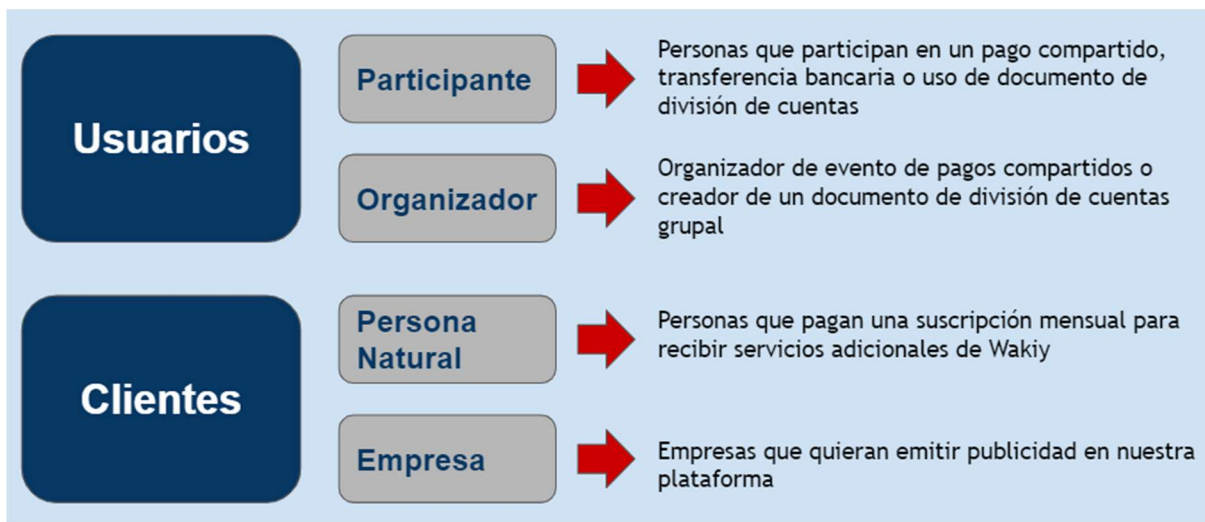 Usuarios
Participante
Personas que participan en un pago compartido,
transferencia bancaria o uso de documento de
división de cuentas
Organizador
Organizador de evento de pagos compartidos o
creador de un documento de división de cuentas
grupal
Clientes
Persona
Natural
Personas que pagan una suscripción mensual para
recibir servicios adicionales de Wakiy
Empresa
Empresas que quieran emitir publicidad en nuestra
plataforma